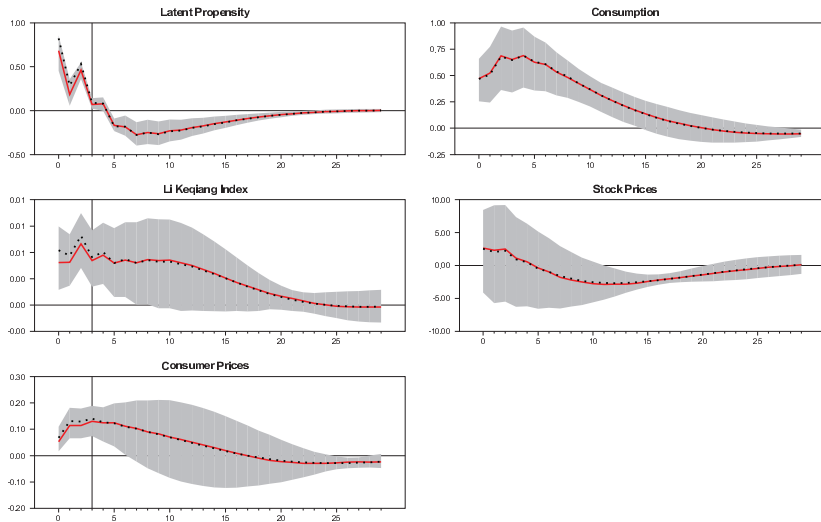 Latent Propensity
1.00
0.50
0.00
-0.50
0 5 10 15 20 25
Consumption
1.00
0.75
0.50
0.25
0.00
-0.25
0 5 10 15 20 25
Li Keqiang Index
0.01
0.01
0.01
0.00
0.00
-0.00
0 5 10 15 20 25
Stock Prices
10.00
5.00
0.00
-5.00
-10.00
0 5 10 15 20 25
Consumer Prices
0.30
0.20
0.10
0.00
-0.10
-0.20
0 5 10 15 20 25